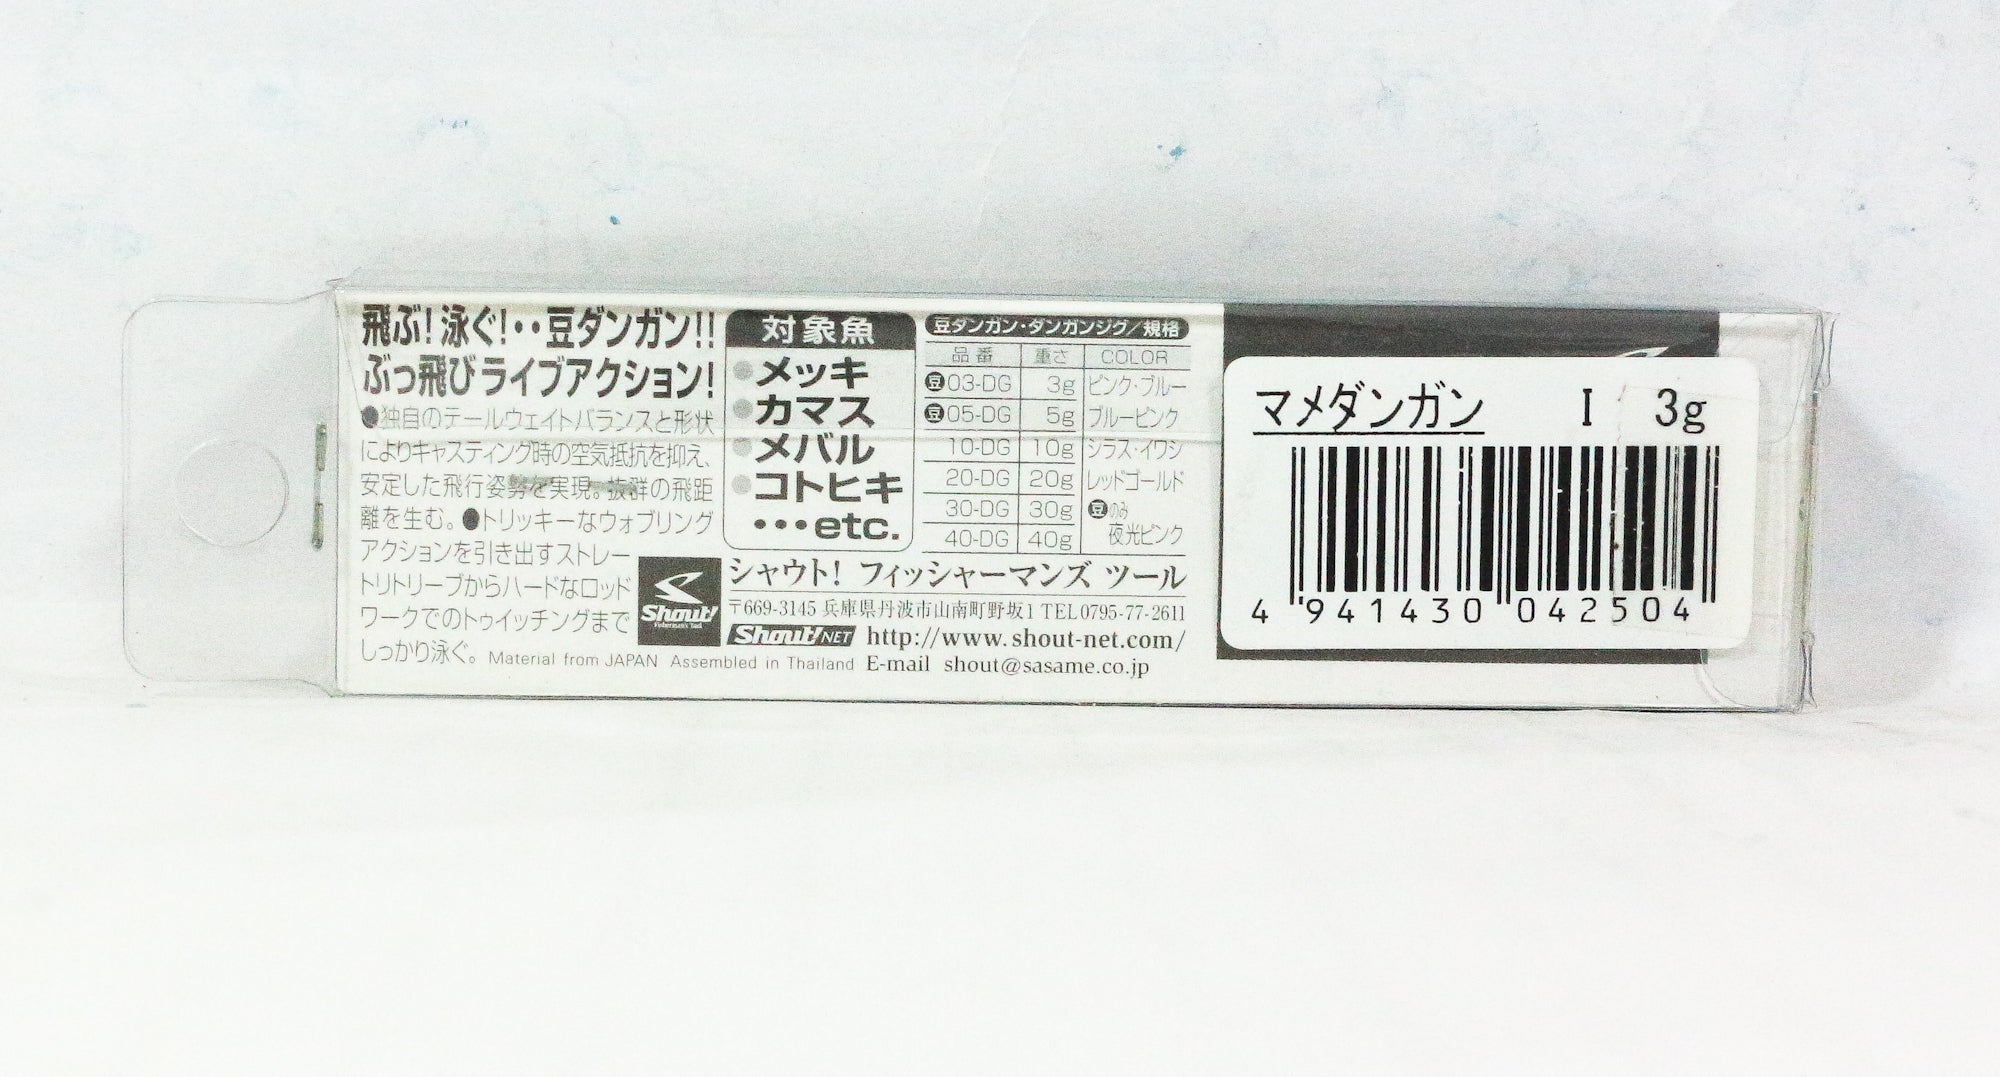 飛ぶ!泳ぐ!‥豆ダンガン!!
ぶっ飛びライブアクション!
●独自のテールウェイトバランスと形状
によりキャスティング時の空気抵抗を抑え、
安定した飛行姿勢を実現。抜群の飛距
離を生む。●トリッキーなウォブリング
アクションを引き出すストレー
トリトリーブからハードなロッド
ワークでのトゥイッチングまで
しっかり泳ぐ。
Material from JAPAN Assembled in Thailand
対象魚
●メッキ
●カマス
●メバル
●コトヒキ
•••etc.
豆ダンガン・ダンガンジグ/規格
品番 重さ COLOR
豆03-DG 3g ピンク・ブルー
豆05-DG 5g ブルーピンク
10-DG 10g シラス・イワシ
20-DG 20g レッドゴールド
30-DG 30g 豆のみ
40-DG 40g 夜光ピンク
Shout!
Fisherman's Tool
シャウト! フィッシャーマンズ ツール
〒669-3145 兵庫県丹波市山南町野坂1 TEL0795-77-2611
Shout!NET http://www.shout-net.com/
E-mail shout@sasame.co.jp
マメダンガン I 3g
4 941430 042504